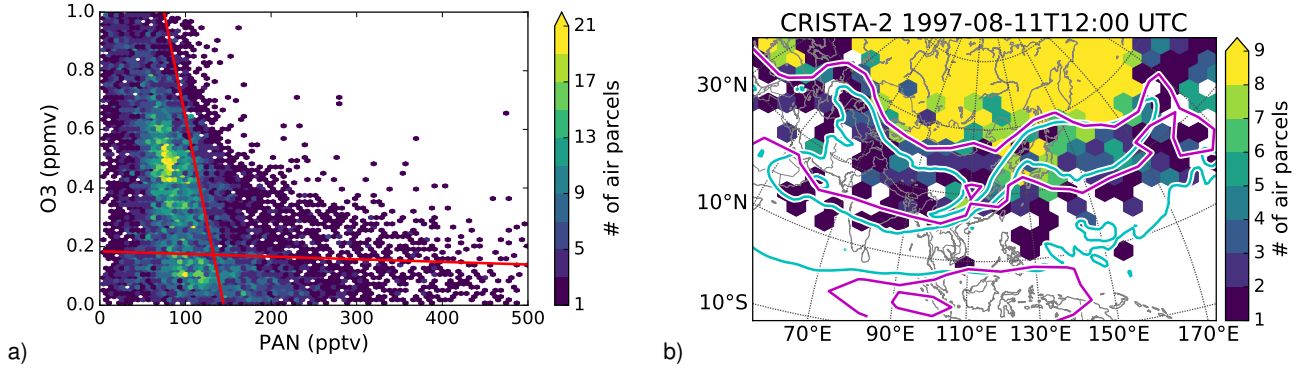 1.0
0.8
0.6
0.4
0.2
0.0
O3 (ppmv)
0
100
200
300
400
500
PAN (pptv)
21
17
13
9
5
1
# of air parcels
a)
CRISTA-2 1997-08-11T12:00 UTC
30°N
10°N
10°S
70°E
90°E
110°E
130°E
150°E
170°E
9
8
7
6
5
4
3
2
1
# of air parcels
b)